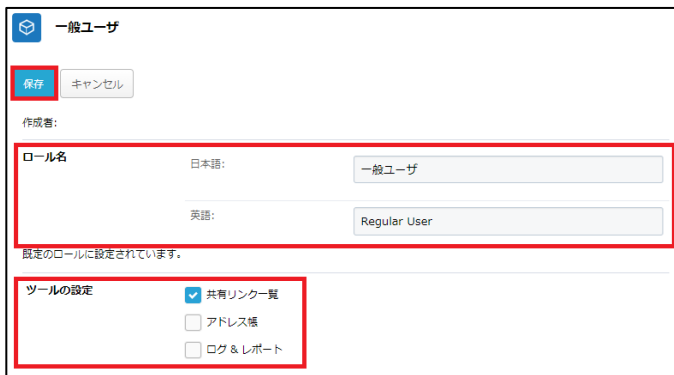 一般ユーザ
保存 キャンセル
作成者:
ロール名 日本語: 一般ユーザ
英語: Regular User
既定のロールに設定されています。
ツールの設定 共有リンク一覧
アドレス帳
ログ & レポート